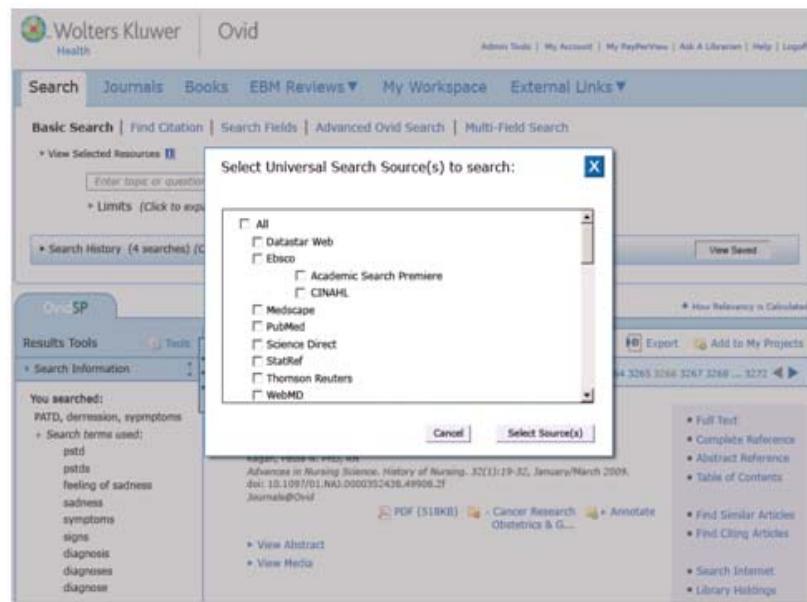 Wolters Kluwer
Health
Ovid
Admin Tools | My Account | My PayPerView | Ask A Librarian | Help | Logoff
Search Journals Books EBM Reviews▼ My Workspace External Links▼
Basic Search | Find Citation | Search Fields | Advanced Ovid Search | Multi-Field Search
View Selected Resources
Enter topic or question
Limits (Click to exp
Search History (4 searches) (C
View Saved
Select Universal Search Source(s) to search:
X
All
Datastar Web
Ebsco
Academic Search Premiere
CINAHL
Medscape
PubMed
Science Direct
StatRef
Thomson Reuters
WebMD
Cancel Select Source(s)
OvidSP
How Relevancy is Calculated
Results Tools Tools
Export Add to My Projects
Search Information
3265 3266 3267 3268 ... 3272
You searched:
PATD, derression, sypmptoms
Search terms used:
pstd
pstds
feeling of sadness
sadness
symptoms
signs
diagnosis
diagnoses
diagnose
Advances in Nursing Science. History of Nursing. 32(1):19-32, January/March 2009.
Journals@Ovid
PDF (518KB) - Cancer Research + Annotate
Obstetrics & G...
View Abstract
View Media
Full Text
Complete Reference
Abstract Reference
Table of Contents
Find Similar Articles
Find Citing Articles
Search Internet
Library Holdings